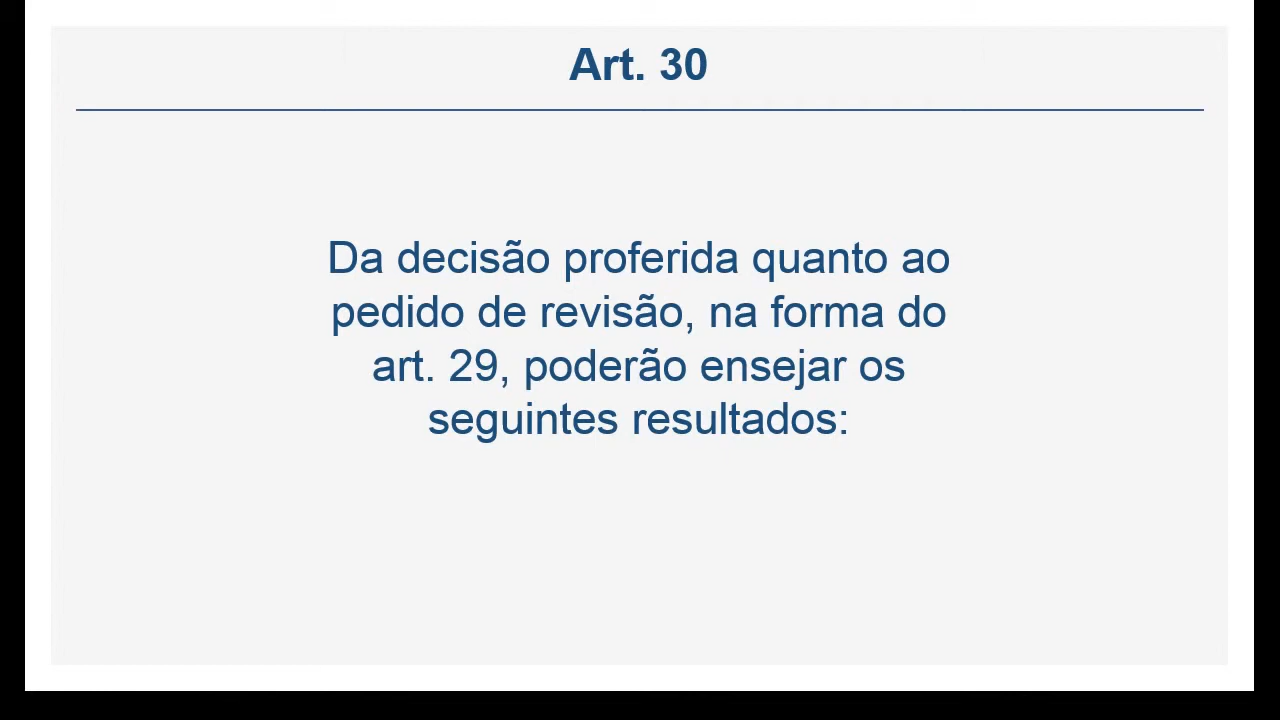 Art. 30
Da decisão proferida quanto ao
pedido de revisão, na forma do
art. 29, poderão ensejar os
seguintes resultados: